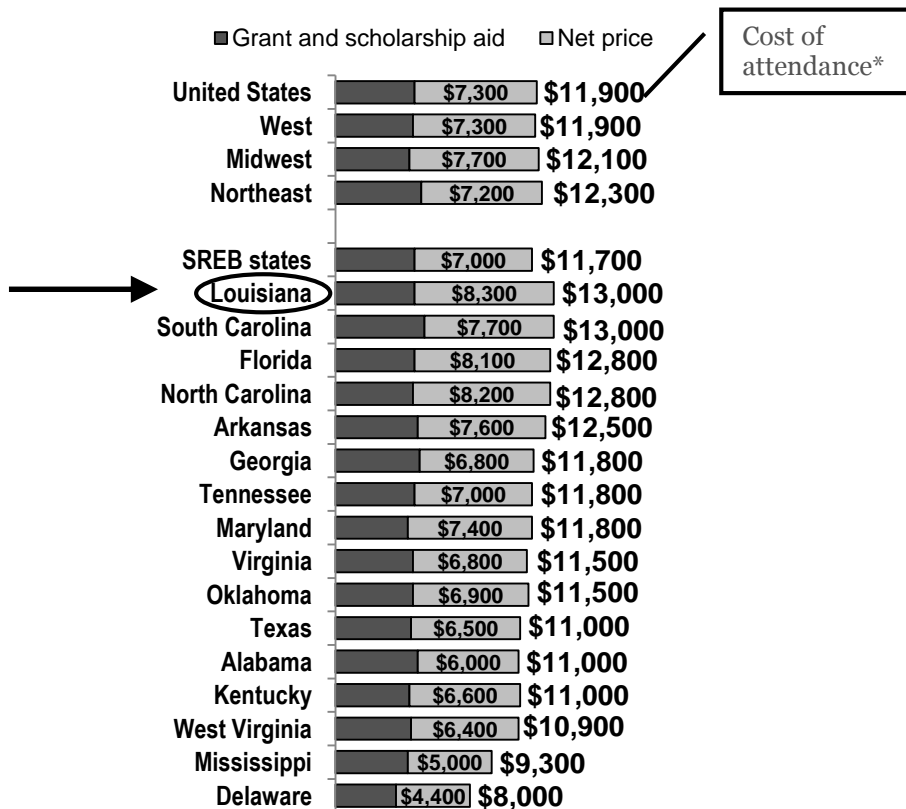 Grant and scholarship aid Net price
Cost of
attendance*
United States $7,300 $11,900
West $7,300 $11,900
Midwest $7,700 $12,100
Northeast $7,200 $12,300
SREB states $7,000 $11,700
Louisiana $8,300 $13,000
South Carolina $7,700 $13,000
Florida $8,100 $12,800
North Carolina $8,200 $12,800
Arkansas $7,600 $12,500
Georgia $6,800 $11,800
Tennessee $7,000 $11,800
Maryland $7,400 $11,800
Virginia $6,800 $11,500
Oklahoma $6,900 $11,500
Texas $6,500 $11,000
Alabama $6,000 $11,000
Kentucky $6,600 $11,000
West Virginia $6,400 $10,900
Mississippi $5,000 $9,300
Delaware $4,400 $8,000